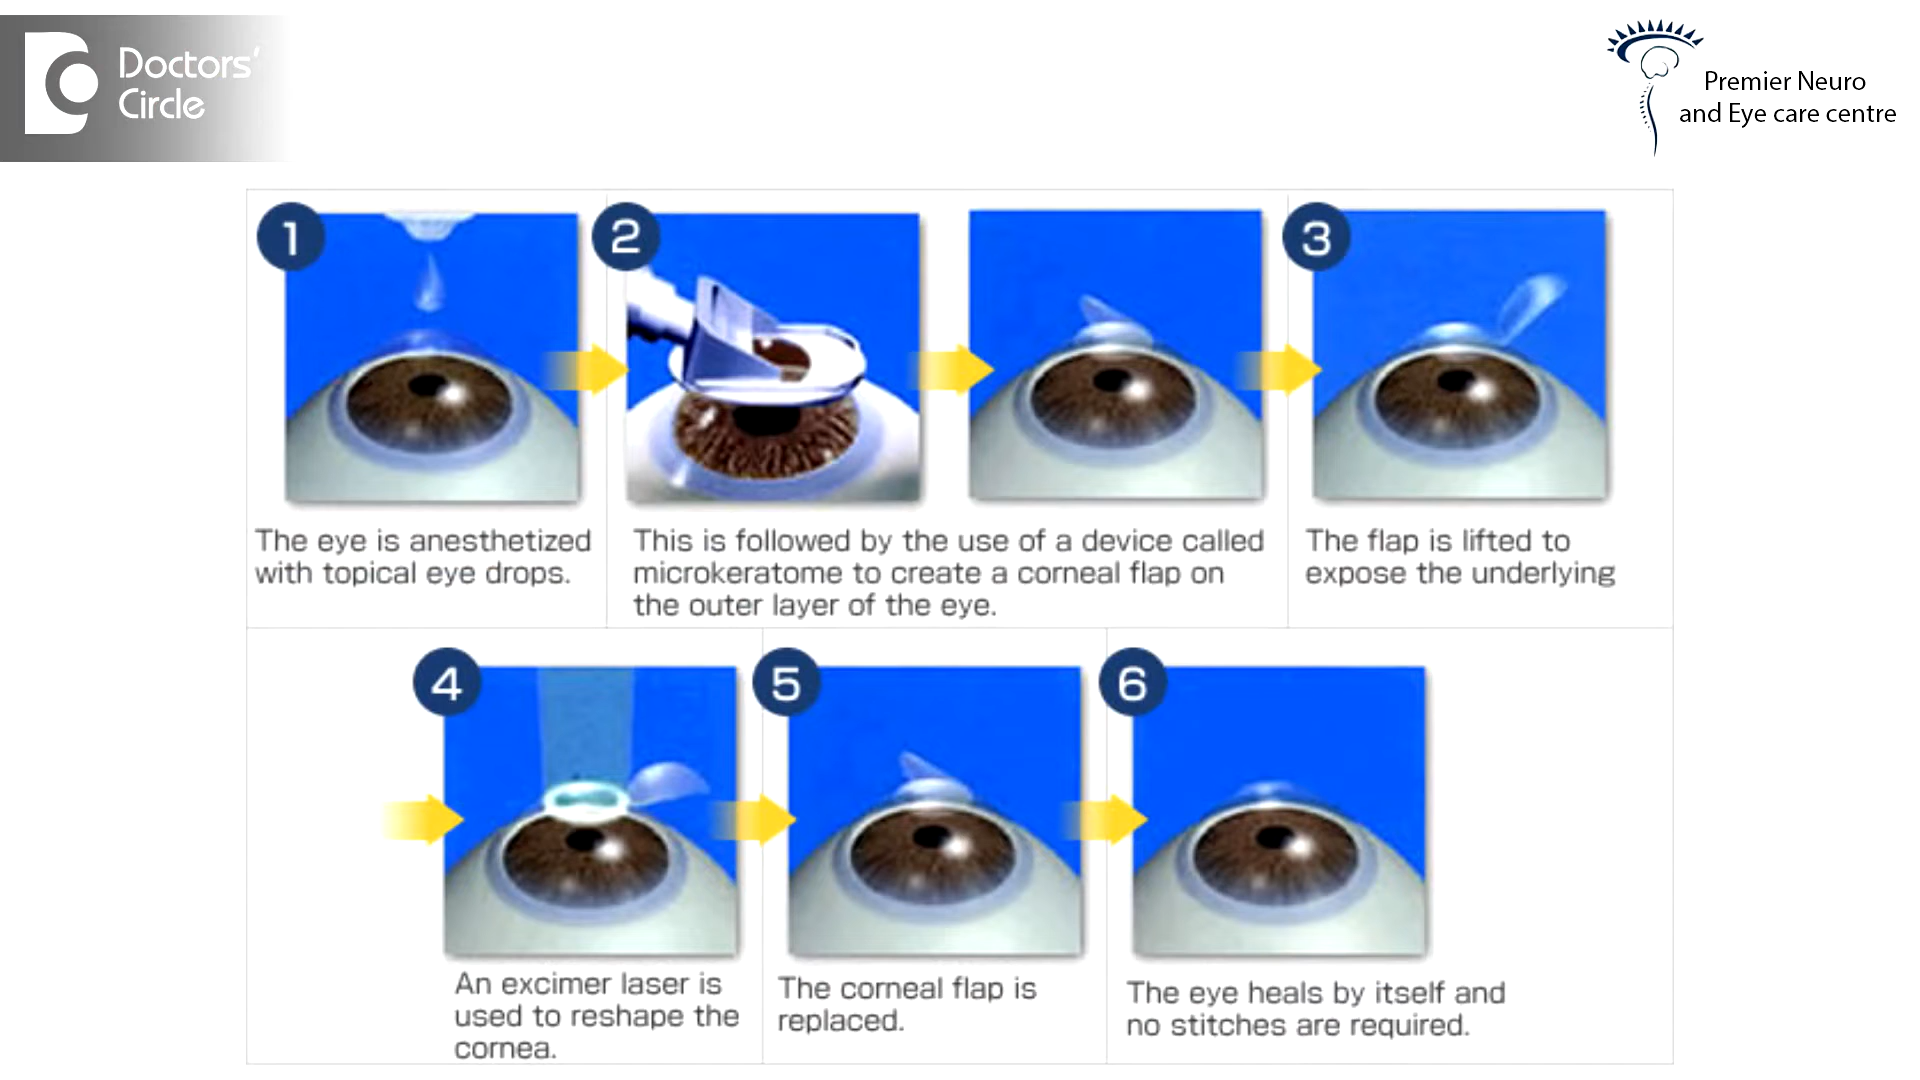 Doctors'
Circle
Premier Neuro
and Eye care centre
1
2
3
The eye is anesthetized
with topical eye drops.
This is followed by the use of a device called
microkeratome to create a corneal flap on
the outer layer of the eye.
The flap is lifted to
expose the underlying
4
5
6
An excimer laser is
used to reshape the
cornea.
The corneal flap is
replaced.
The eye heals by itself and
no stitches are required.